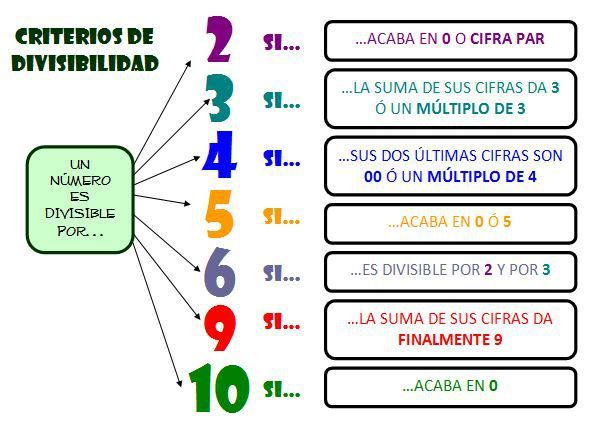 CRITERIOS DE
DIVISIBILIDAD
UN
NÚMERO
ES
DIVISIBLE
POR...
2 SI... ...ACABA EN 0 O CIFRA PAR
3 SI... ...LA SUMA DE SUS CIFRAS DA 3
Ó UN MÚLTIPLO DE 3
4 SI... ...SUS DOS ÚLTIMAS CIFRAS SON
00 Ó UN MÚLTIPLO DE 4
5 SI... ...ACABA EN 0 Ó 5
6 SI... ...ES DIVISIBLE POR 2 Y POR 3
9 SI... ...LA SUMA DE SUS CIFRAS DA
FINALMENTE 9
10 SI... ...ACABA EN 0